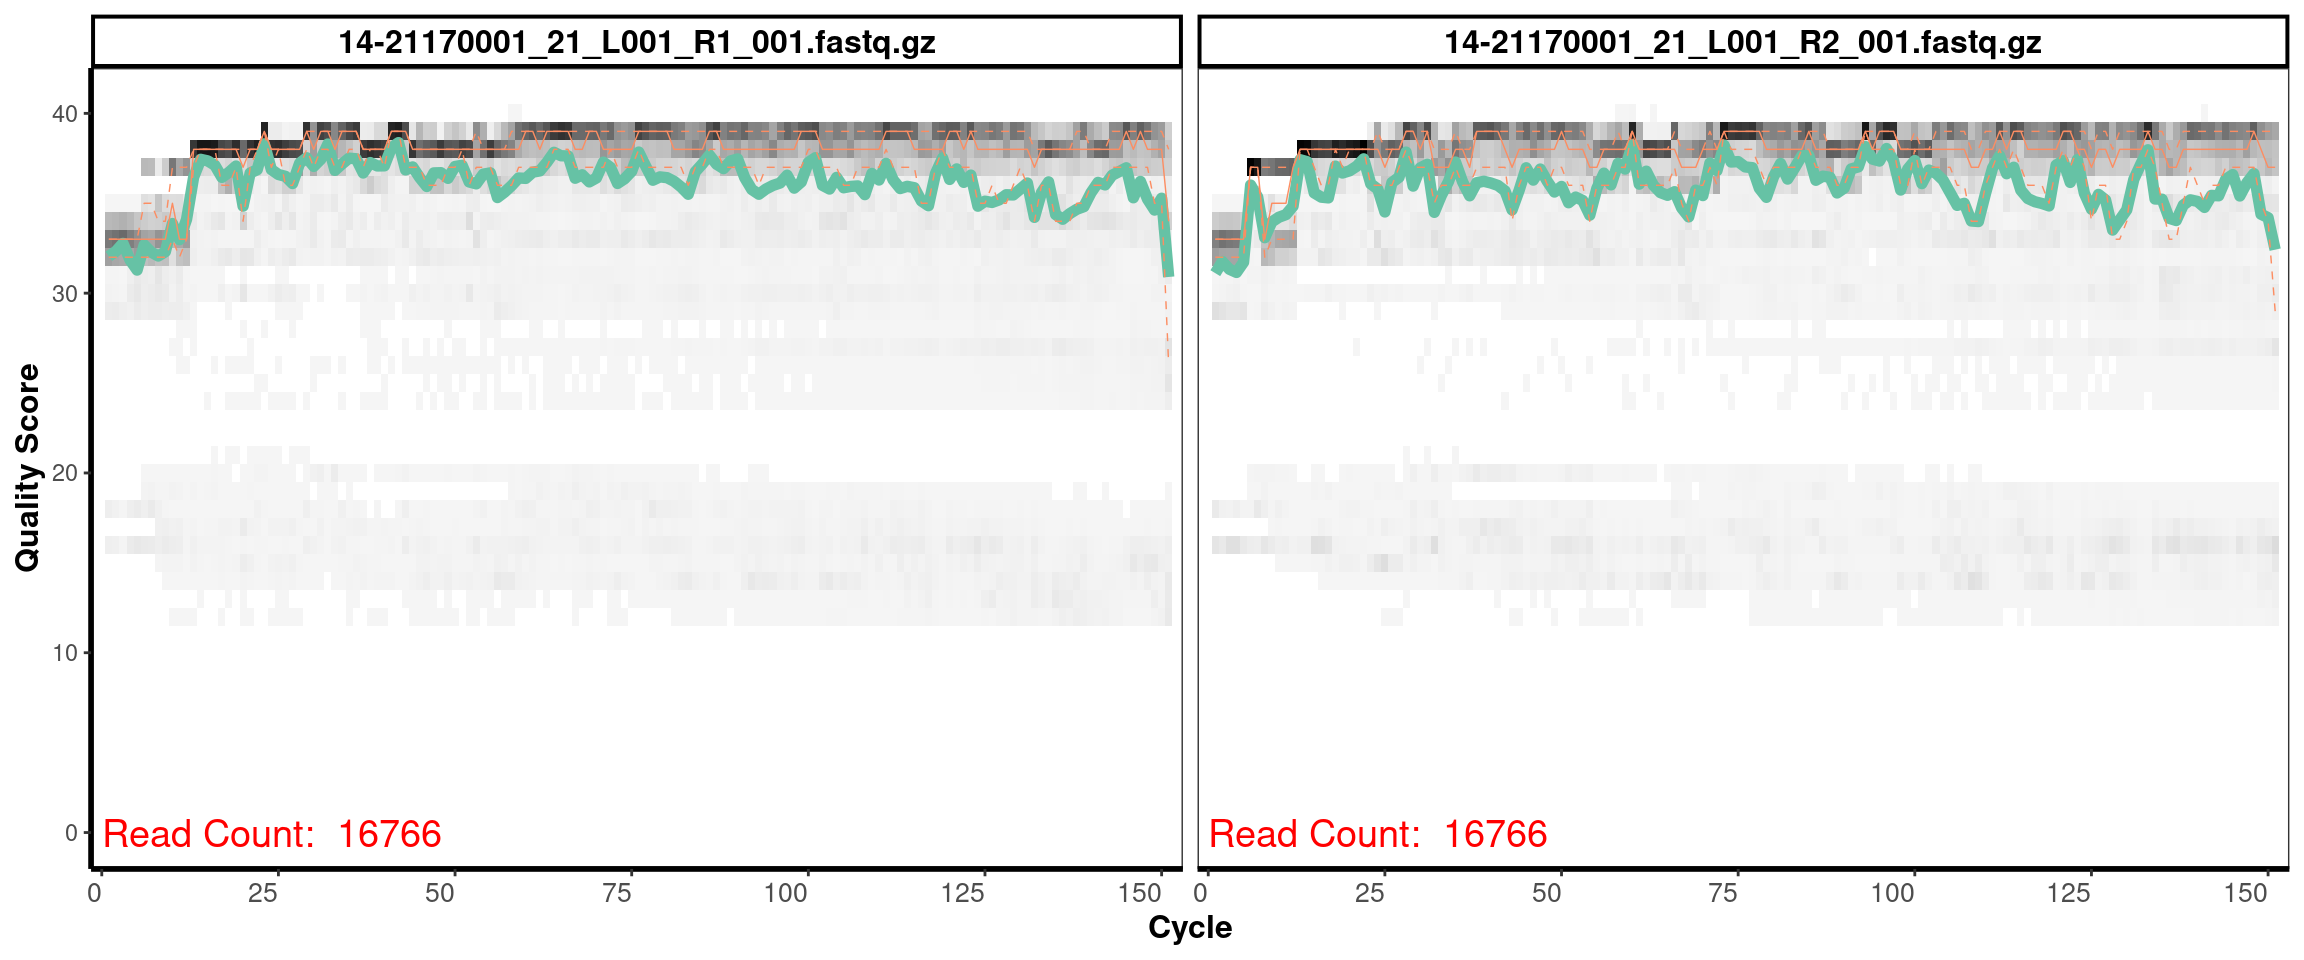 14-21170001_21_L001_R1_001.fastq.gz
14-21170001_21_L001_R2_001.fastq.gz
40
30
20
10
0
Quality Score
Read Count:  16766
Read Count:  16766
0 25 50 75 100 125 150
0 25 50 75 100 125 150
Cycle